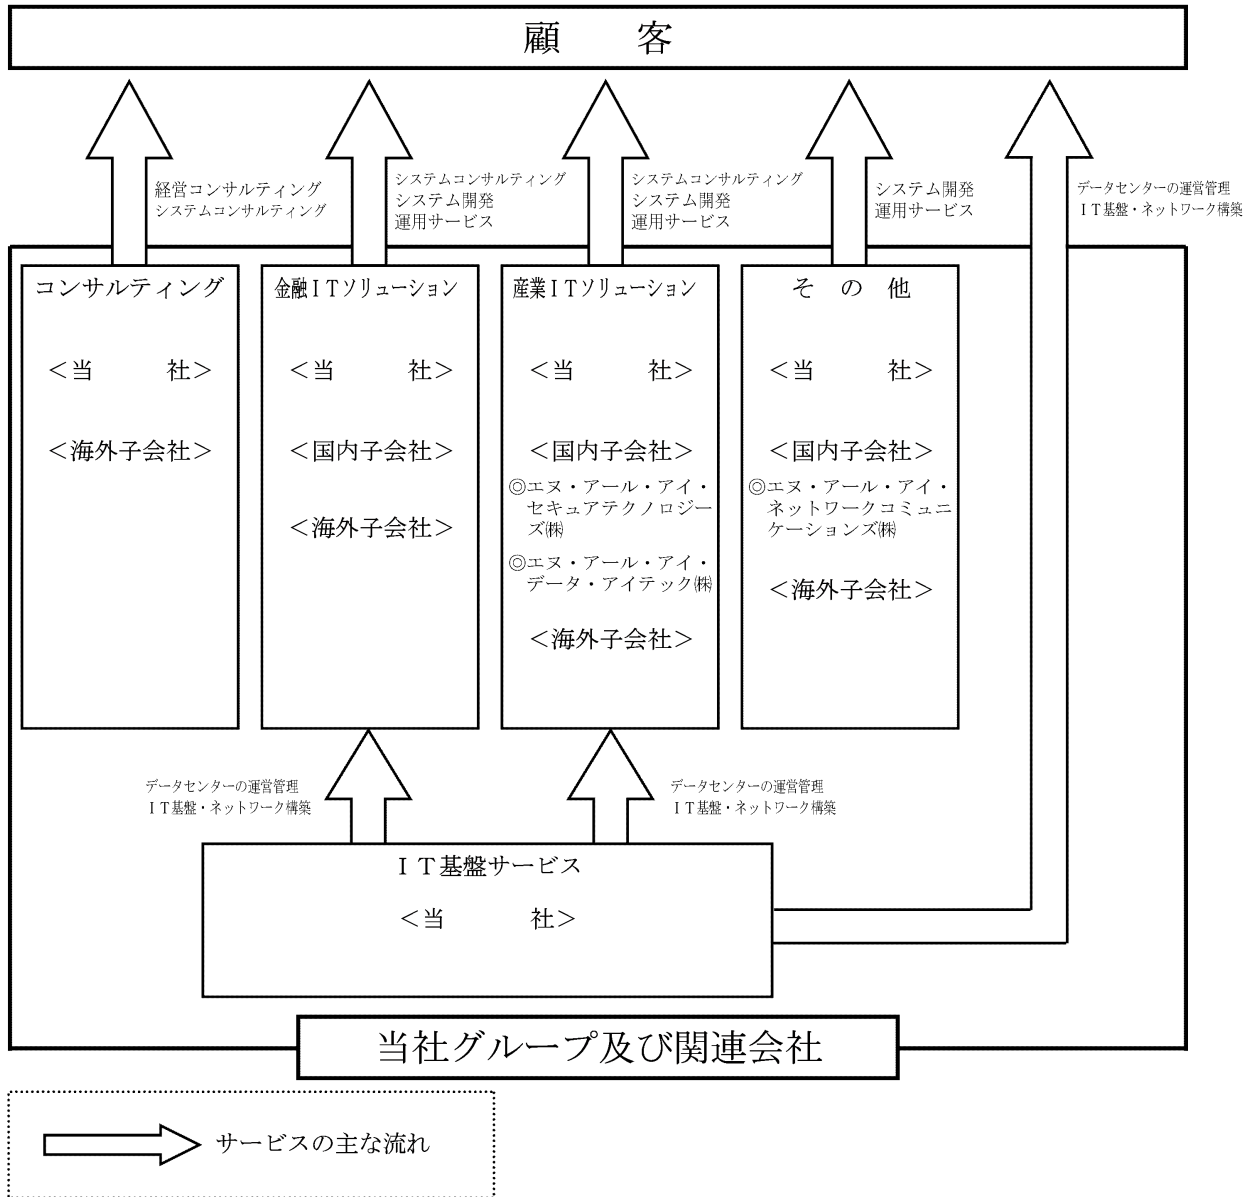 顧　　客
経営コンサルティング
システムコンサルティング
システムコンサルティング
システム開発
運用サービス
システムコンサルティング
システム開発
運用サービス
システム開発
運用サービス
データセンターの運営管理
ＩＴ基盤・ネットワーク構築
コンサルティング
＜当　　　社＞
＜海外子会社＞
金融ＩＴソリューション
＜当　　　社＞
＜国内子会社＞
＜海外子会社＞
産業ＩＴソリューション
＜当　　　社＞
＜国内子会社＞
◎エヌ・アール・アイ・
セキュアテクノロジー
ズ㈱
◎エヌ・アール・アイ・
データ・アイテック㈱
＜海外子会社＞
そ　の　他
＜当　　　社＞
＜国内子会社＞
◎エヌ・アール・アイ・
ネットワークコミュニ
ケーションズ㈱
＜海外子会社＞
データセンターの運営管理
ＩＴ基盤・ネットワーク構築
データセンターの運営管理
ＩＴ基盤・ネットワーク構築
ＩＴ基盤サービス
＜当　　　社＞
当社グループ及び関連会社
サービスの主な流れ